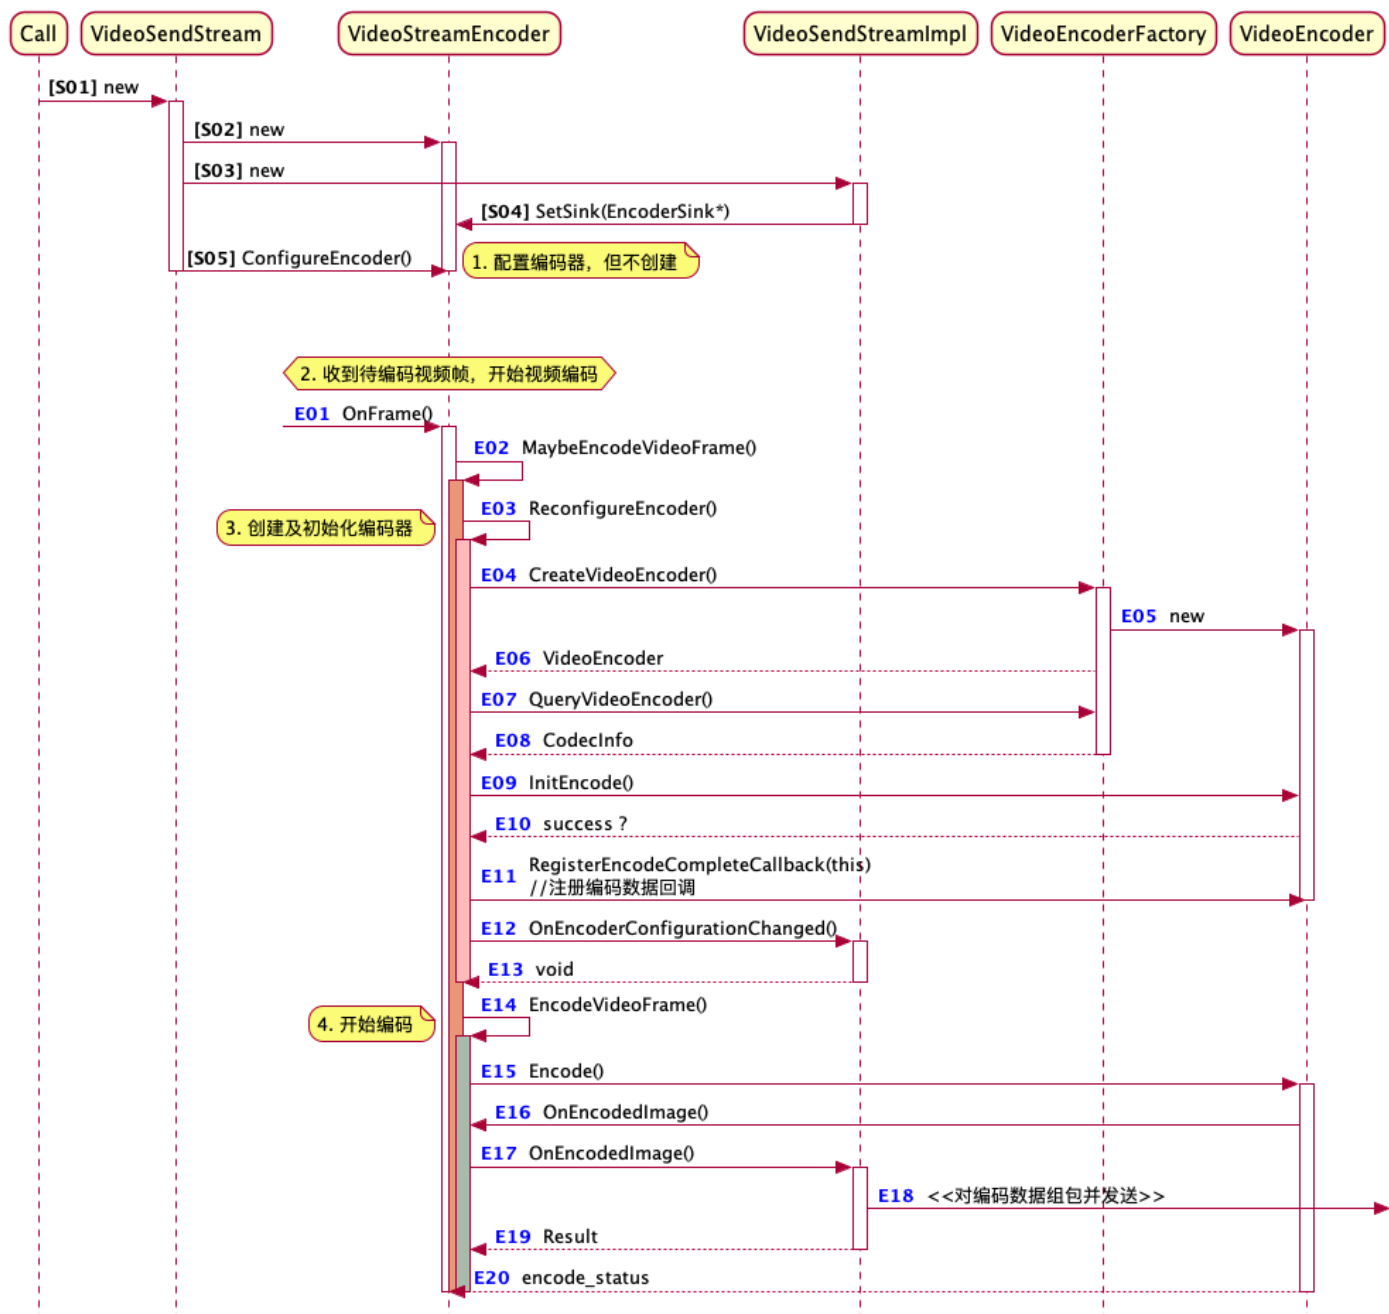 Call
VideoSendStream
VideoStreamEncoder
VideoSendStreamImpl
VideoEncoderFactory
VideoEncoder
[S01] new
[S02] new
[S03] new
[S04] SetSink(EncoderSink*)
[S05] ConfigureEncoder()
1. 配置编码器，但不创建
2. 收到待编码视频帧，开始视频编码
E01 OnFrame()
E02 MaybeEncodeVideoFrame()
E03 ReconfigureEncoder()
3. 创建及初始化编码器
E04 CreateVideoEncoder()
E05 new
E06 VideoEncoder
E07 QueryVideoEncoder()
E08 CodecInfo
E09 InitEncode()
E10 success ?
E11 RegisterEncodeCompleteCallback(this)
//注册编码数据回调
E12 OnEncoderConfigurationChanged()
E13 void
E14 EncodeVideoFrame()
4. 开始编码
E15 Encode()
E16 OnEncodedImage()
E17 OnEncodedImage()
E18 <<对编码数据组包并发送>>
E19 Result
E20 encode_status